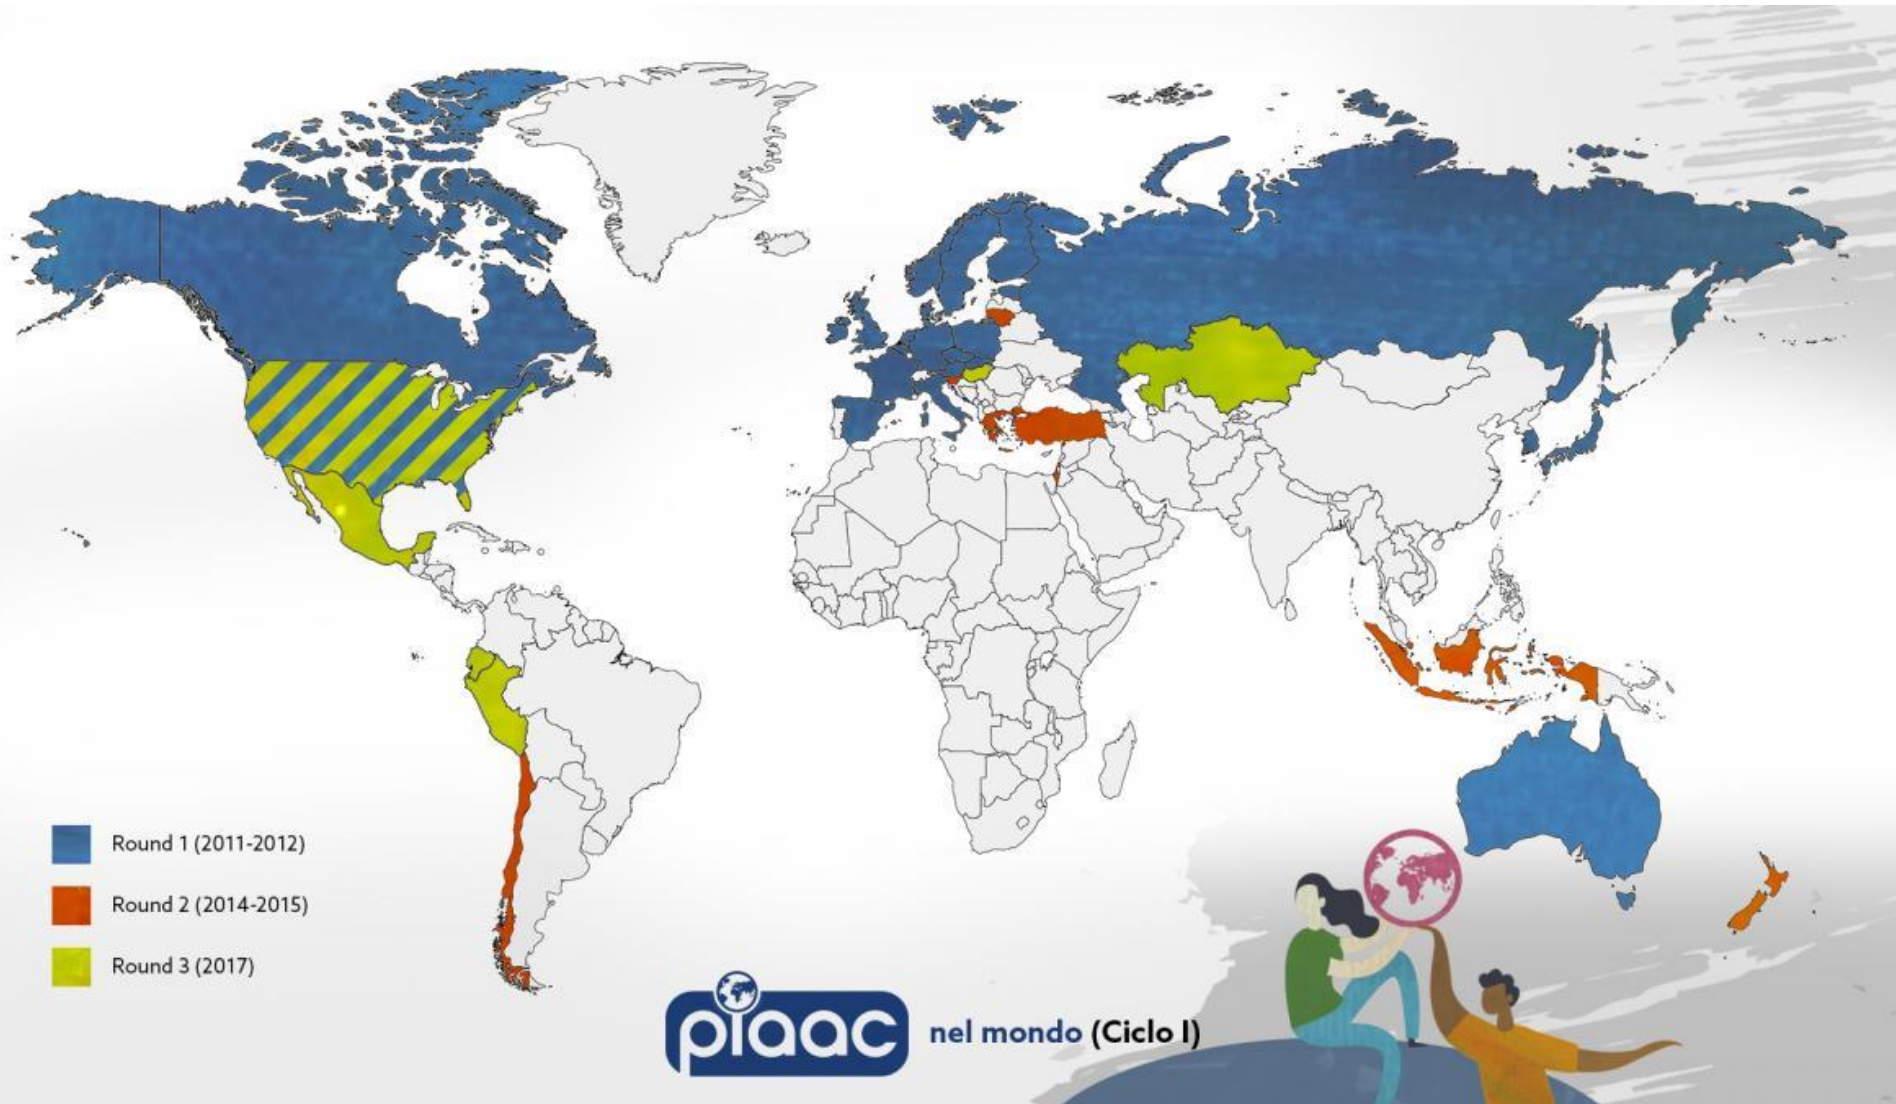 Round 1 (2011-2012)
Round 2 (2014-2015)
Round 3 (2017)
piaac nel mondo (Ciclo I)